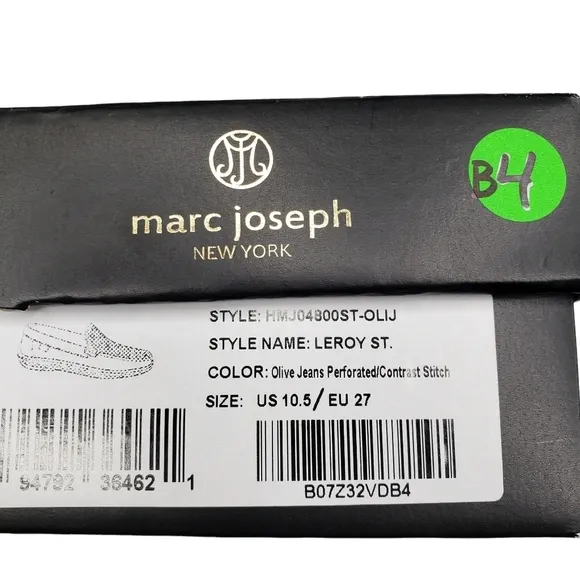 marc joseph
NEW YORK
B4
STYLE: HMJ04800ST-OLIJ
STYLE NAME: LEROY ST.
COLOR: Olive Jeans Perforated/Contrast Stitch
SIZE: US 10.5/ EU 27
94792 36462 1
B07Z32VDB4